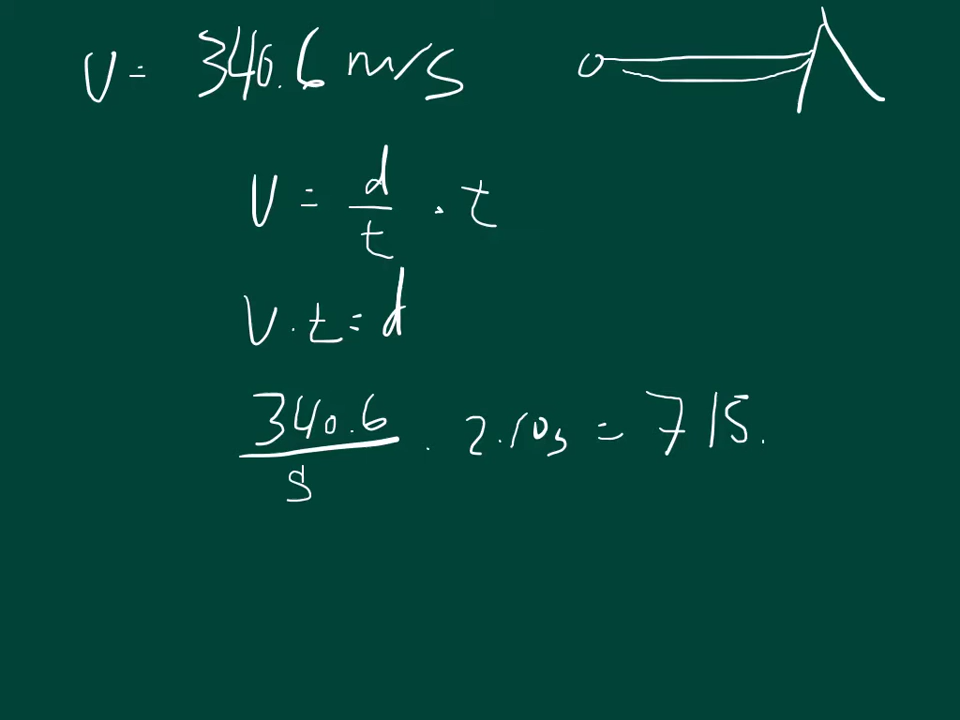 V = 340.6 m/s
V = d/t · t
V · t = d
340.6/s · 2.10s = 715.